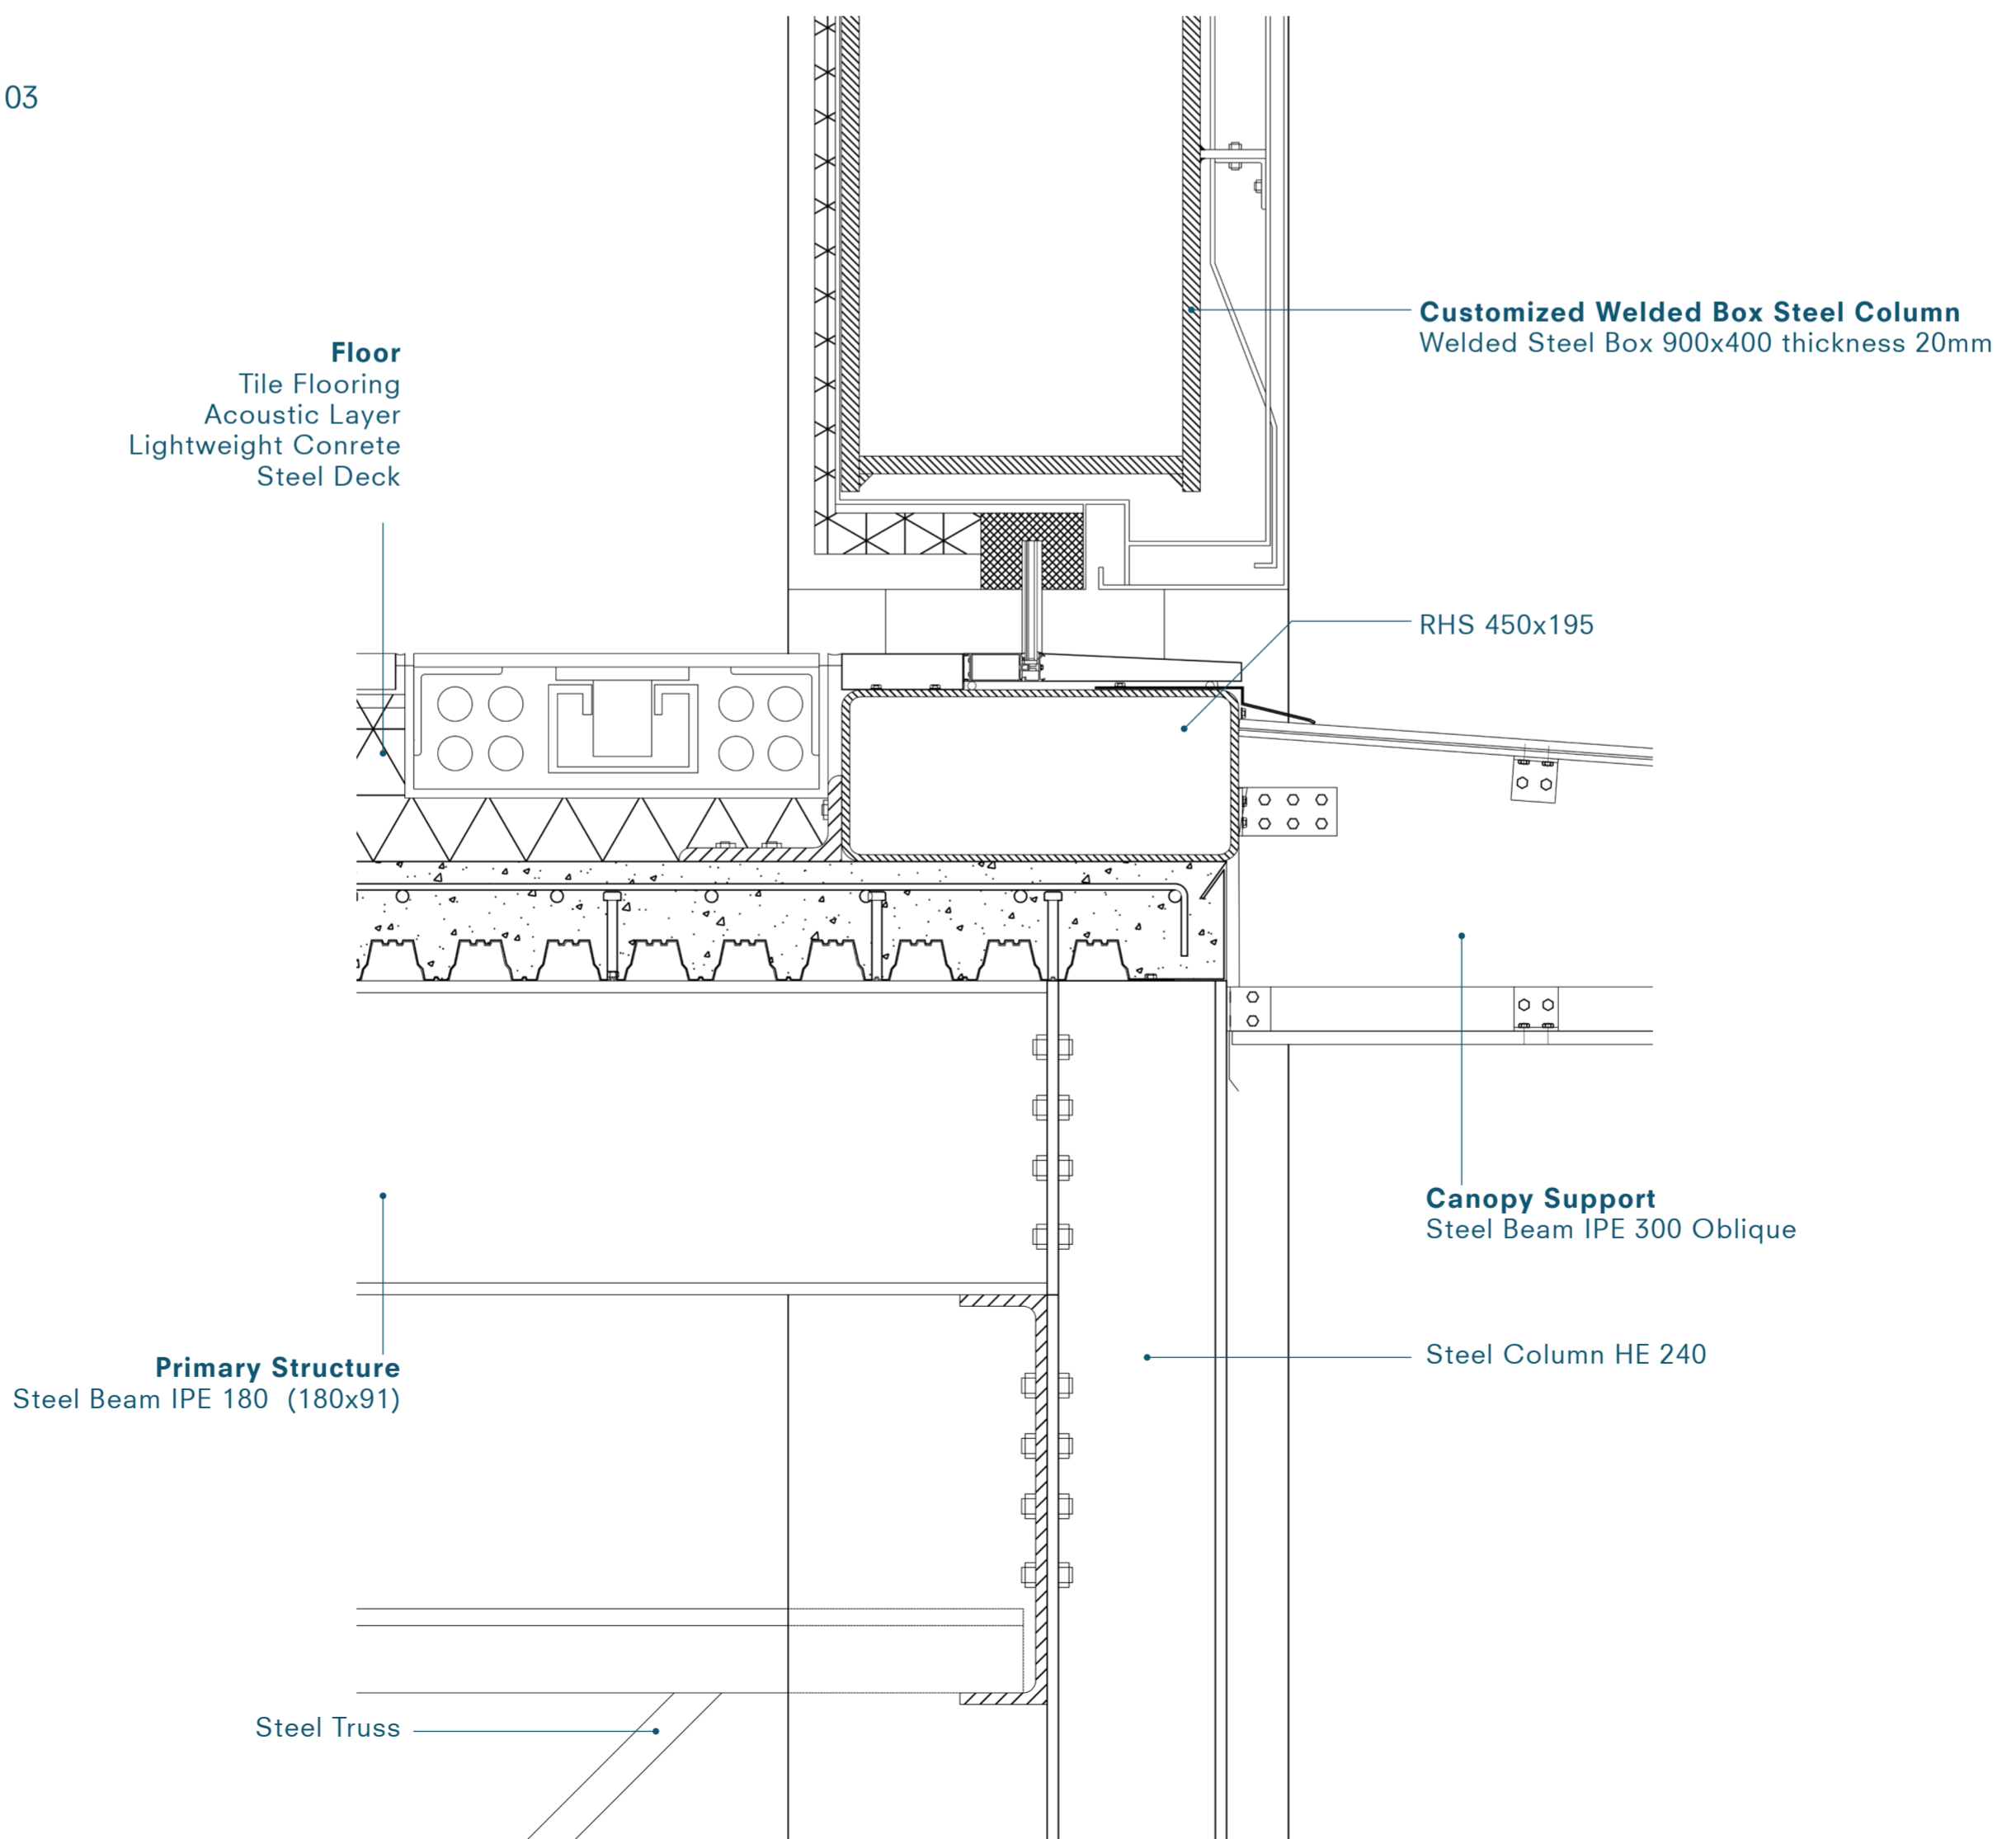 03
Customized Welded Box Steel Column
Welded Steel Box 900x400 thickness 20mm
Floor
Tile Flooring
Acoustic Layer
Lightweight Conrete
Steel Deck
RHS 450x195
Canopy Support
Steel Beam IPE 300 Oblique
Steel Column HE 240
Primary Structure
Steel Beam IPE 180 (180x91)
Steel Truss